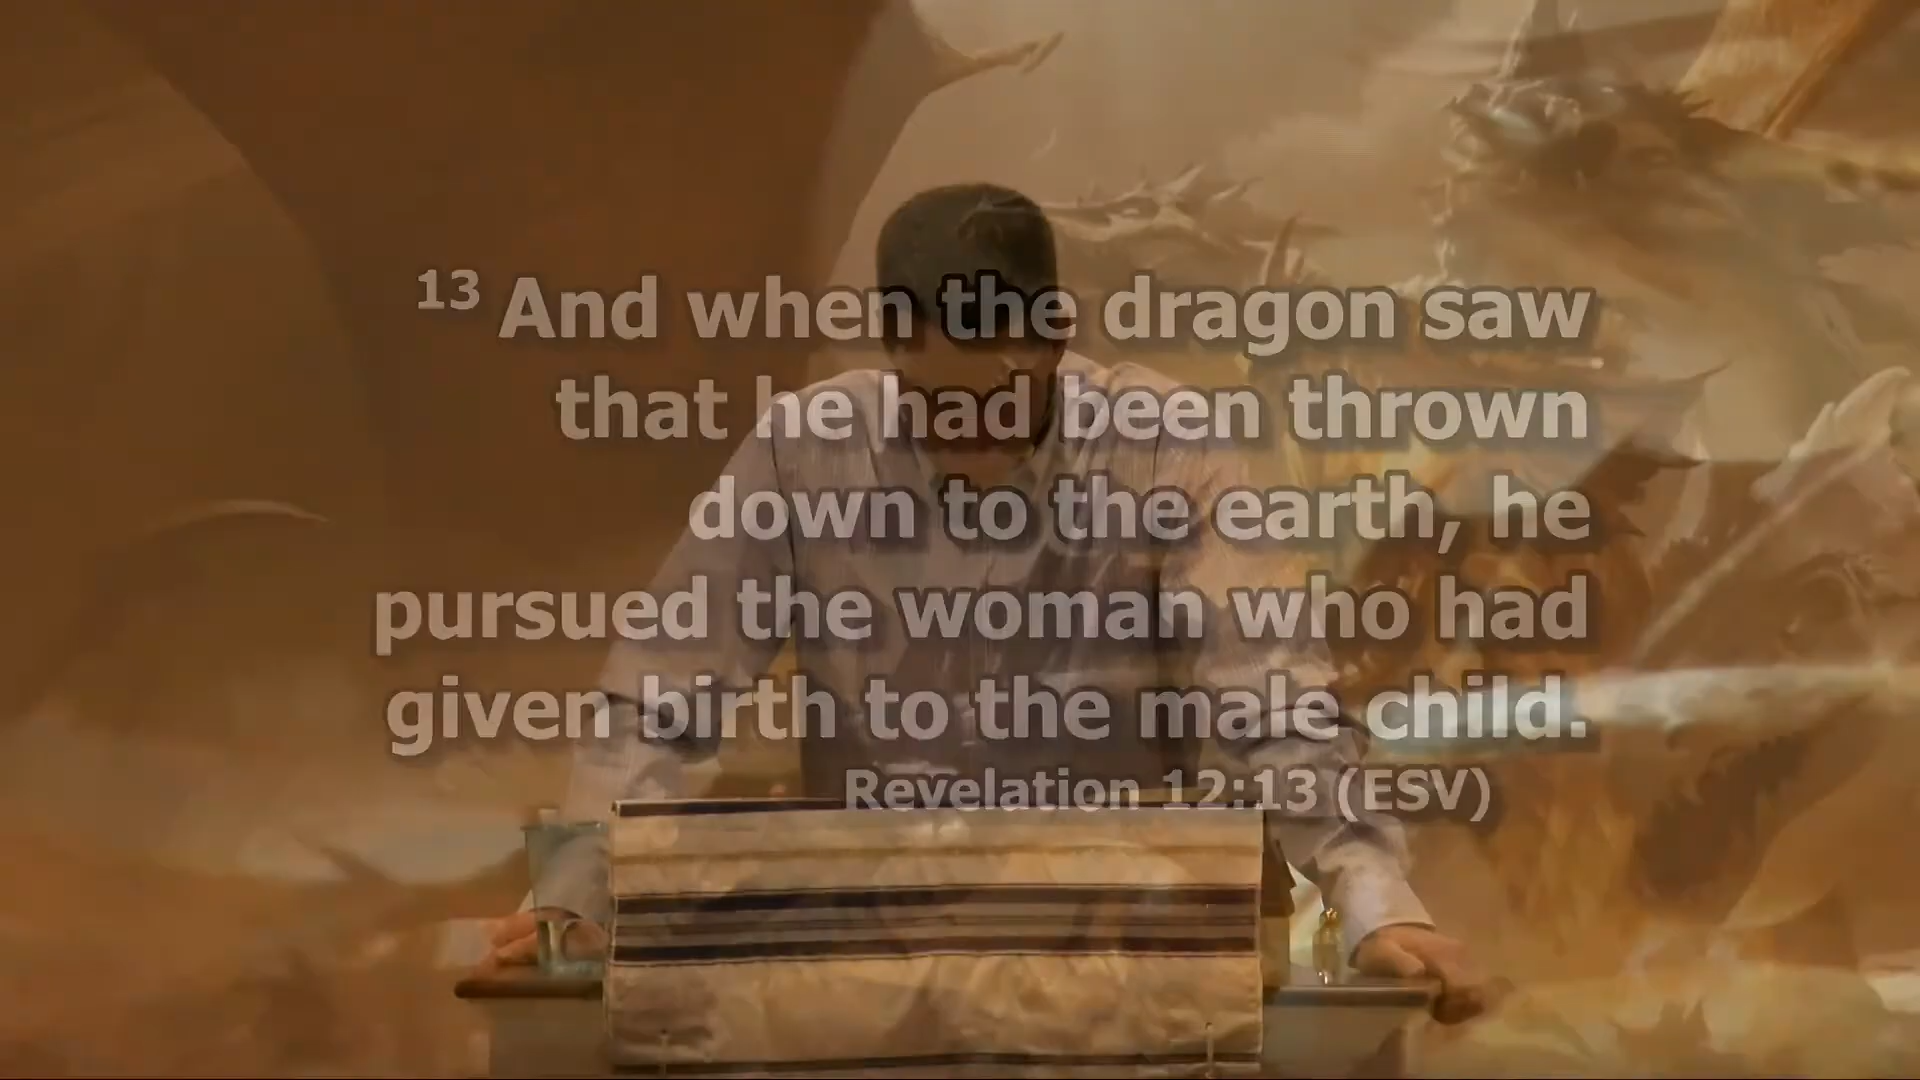 13 And when the dragon saw
that he had been thrown
down to the earth, he
pursued the woman who had
given birth to the male child.
Revelation 12:13 (ESV)